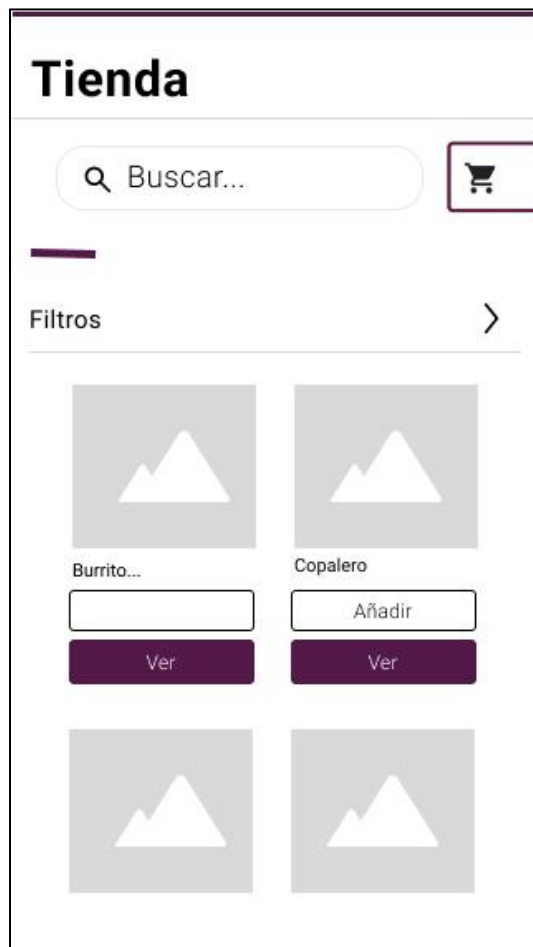 Tienda
Buscar...
Filtros
Burrito...
Copalero
Añadir
Ver
Ver